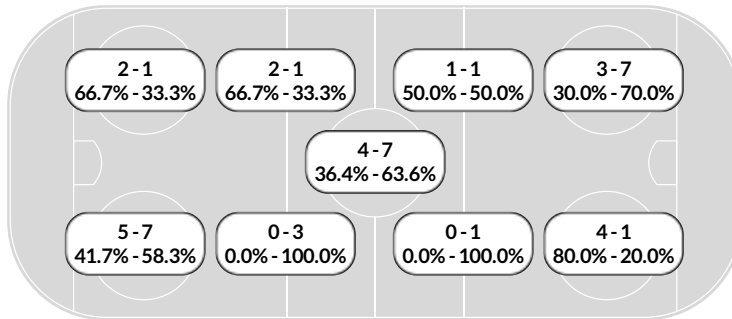 2 - 1
66.7% - 33.3%
2 - 1
66.7% - 33.3%
1 - 1
50.0% - 50.0%
3 - 7
30.0% - 70.0%
4 - 7
36.4% - 63.6%
5 - 7
41.7% - 58.3%
0 - 3
0.0% - 100.0%
0 - 1
0.0% - 100.0%
4 - 1
80.0% - 20.0%